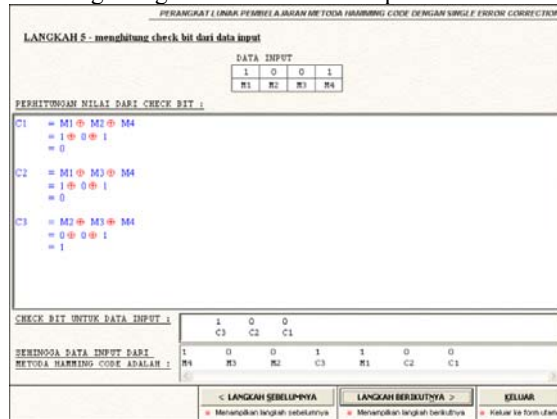 PERANGKAT LUNAK PEMBELAJARAN METODA HAMMING CODE DENGAN SINGLE ERROR CORRECTION
LANGKAH 5 - menghitung check bit dari data input
DATA INPUT
1 0 0 1
M1 M2 M3 M4
PERHITUNGAN NILAI DARI CHECK BIT :
C1 = M1 ⊕ M2 ⊕ M4
= 1 ⊕ 0 ⊕ 1
= 0
C2 = M1 ⊕ M3 ⊕ M4
= 1 ⊕ 0 ⊕ 1
= 0
C3 = M2 ⊕ M3 ⊕ M4
= 0 ⊕ 0 ⊕ 1
= 1
CHECK BIT UNTUK DATA INPUT :
1 0 0
C3 C2 C1
SEHINGGA DATA INPUT DARI
METODA HAMMING CODE ADALAH :
1 0 0 1 1 0 0
M4 M3 M2 C3 M1 C2 C1
< LANGKAH SEBELUMNYA LANGKAH BERIKUTNYA > KELUAR
Menampilkan langkah sebelumnya Menampilkan langkah berikutnya Keluar ke form utam